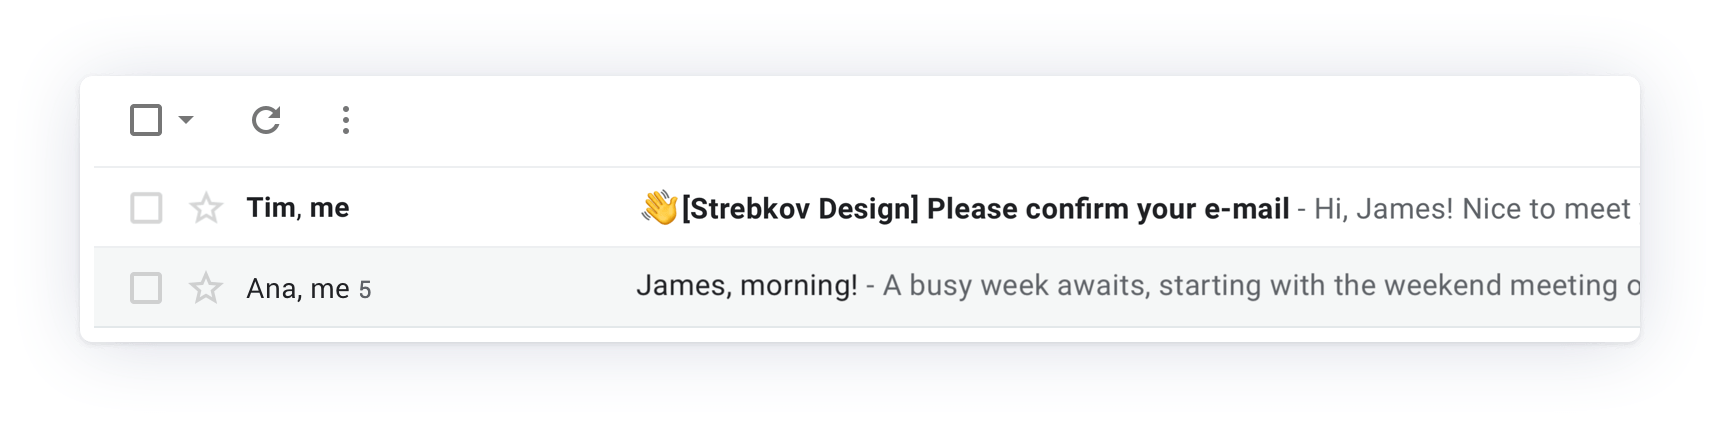 Tim, me 👋[Strebkov Design] Please confirm your e-mail - Hi, James! Nice to meet
Ana, me 5 James, morning! - A busy week awaits, starting with the weekend meeting